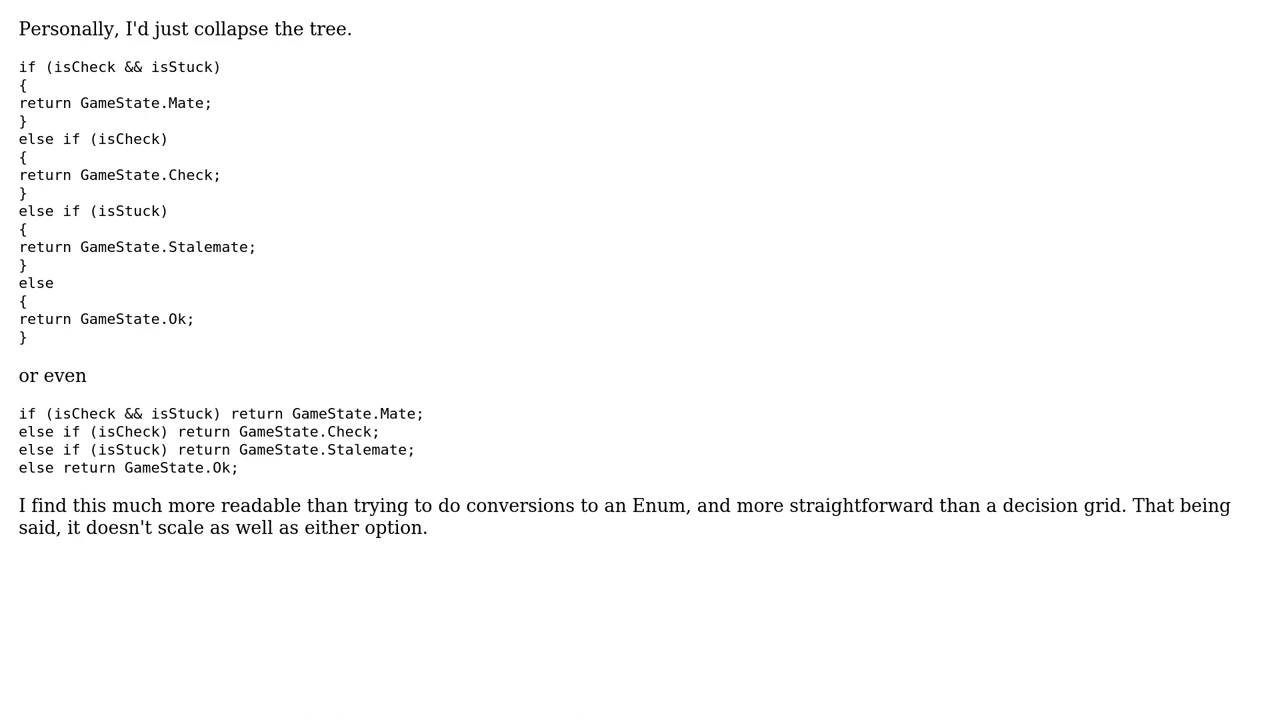 Personally, I'd just collapse the tree.
if (isCheck && isStuck)
{
return GameState.Mate;
}
else if (isCheck)
{
return GameState.Check;
}
else if (isStuck)
{
return GameState.Stalemate;
}
else
{
return GameState.Ok;
}
or even
if (isCheck && isStuck) return GameState.Mate;
else if (isCheck) return GameState.Check;
else if (isStuck) return GameState.Stalemate;
else return GameState.Ok;
I find this much more readable than trying to do conversions to an Enum, and more straightforward than a decision grid. That being
said, it doesn't scale as well as either option.